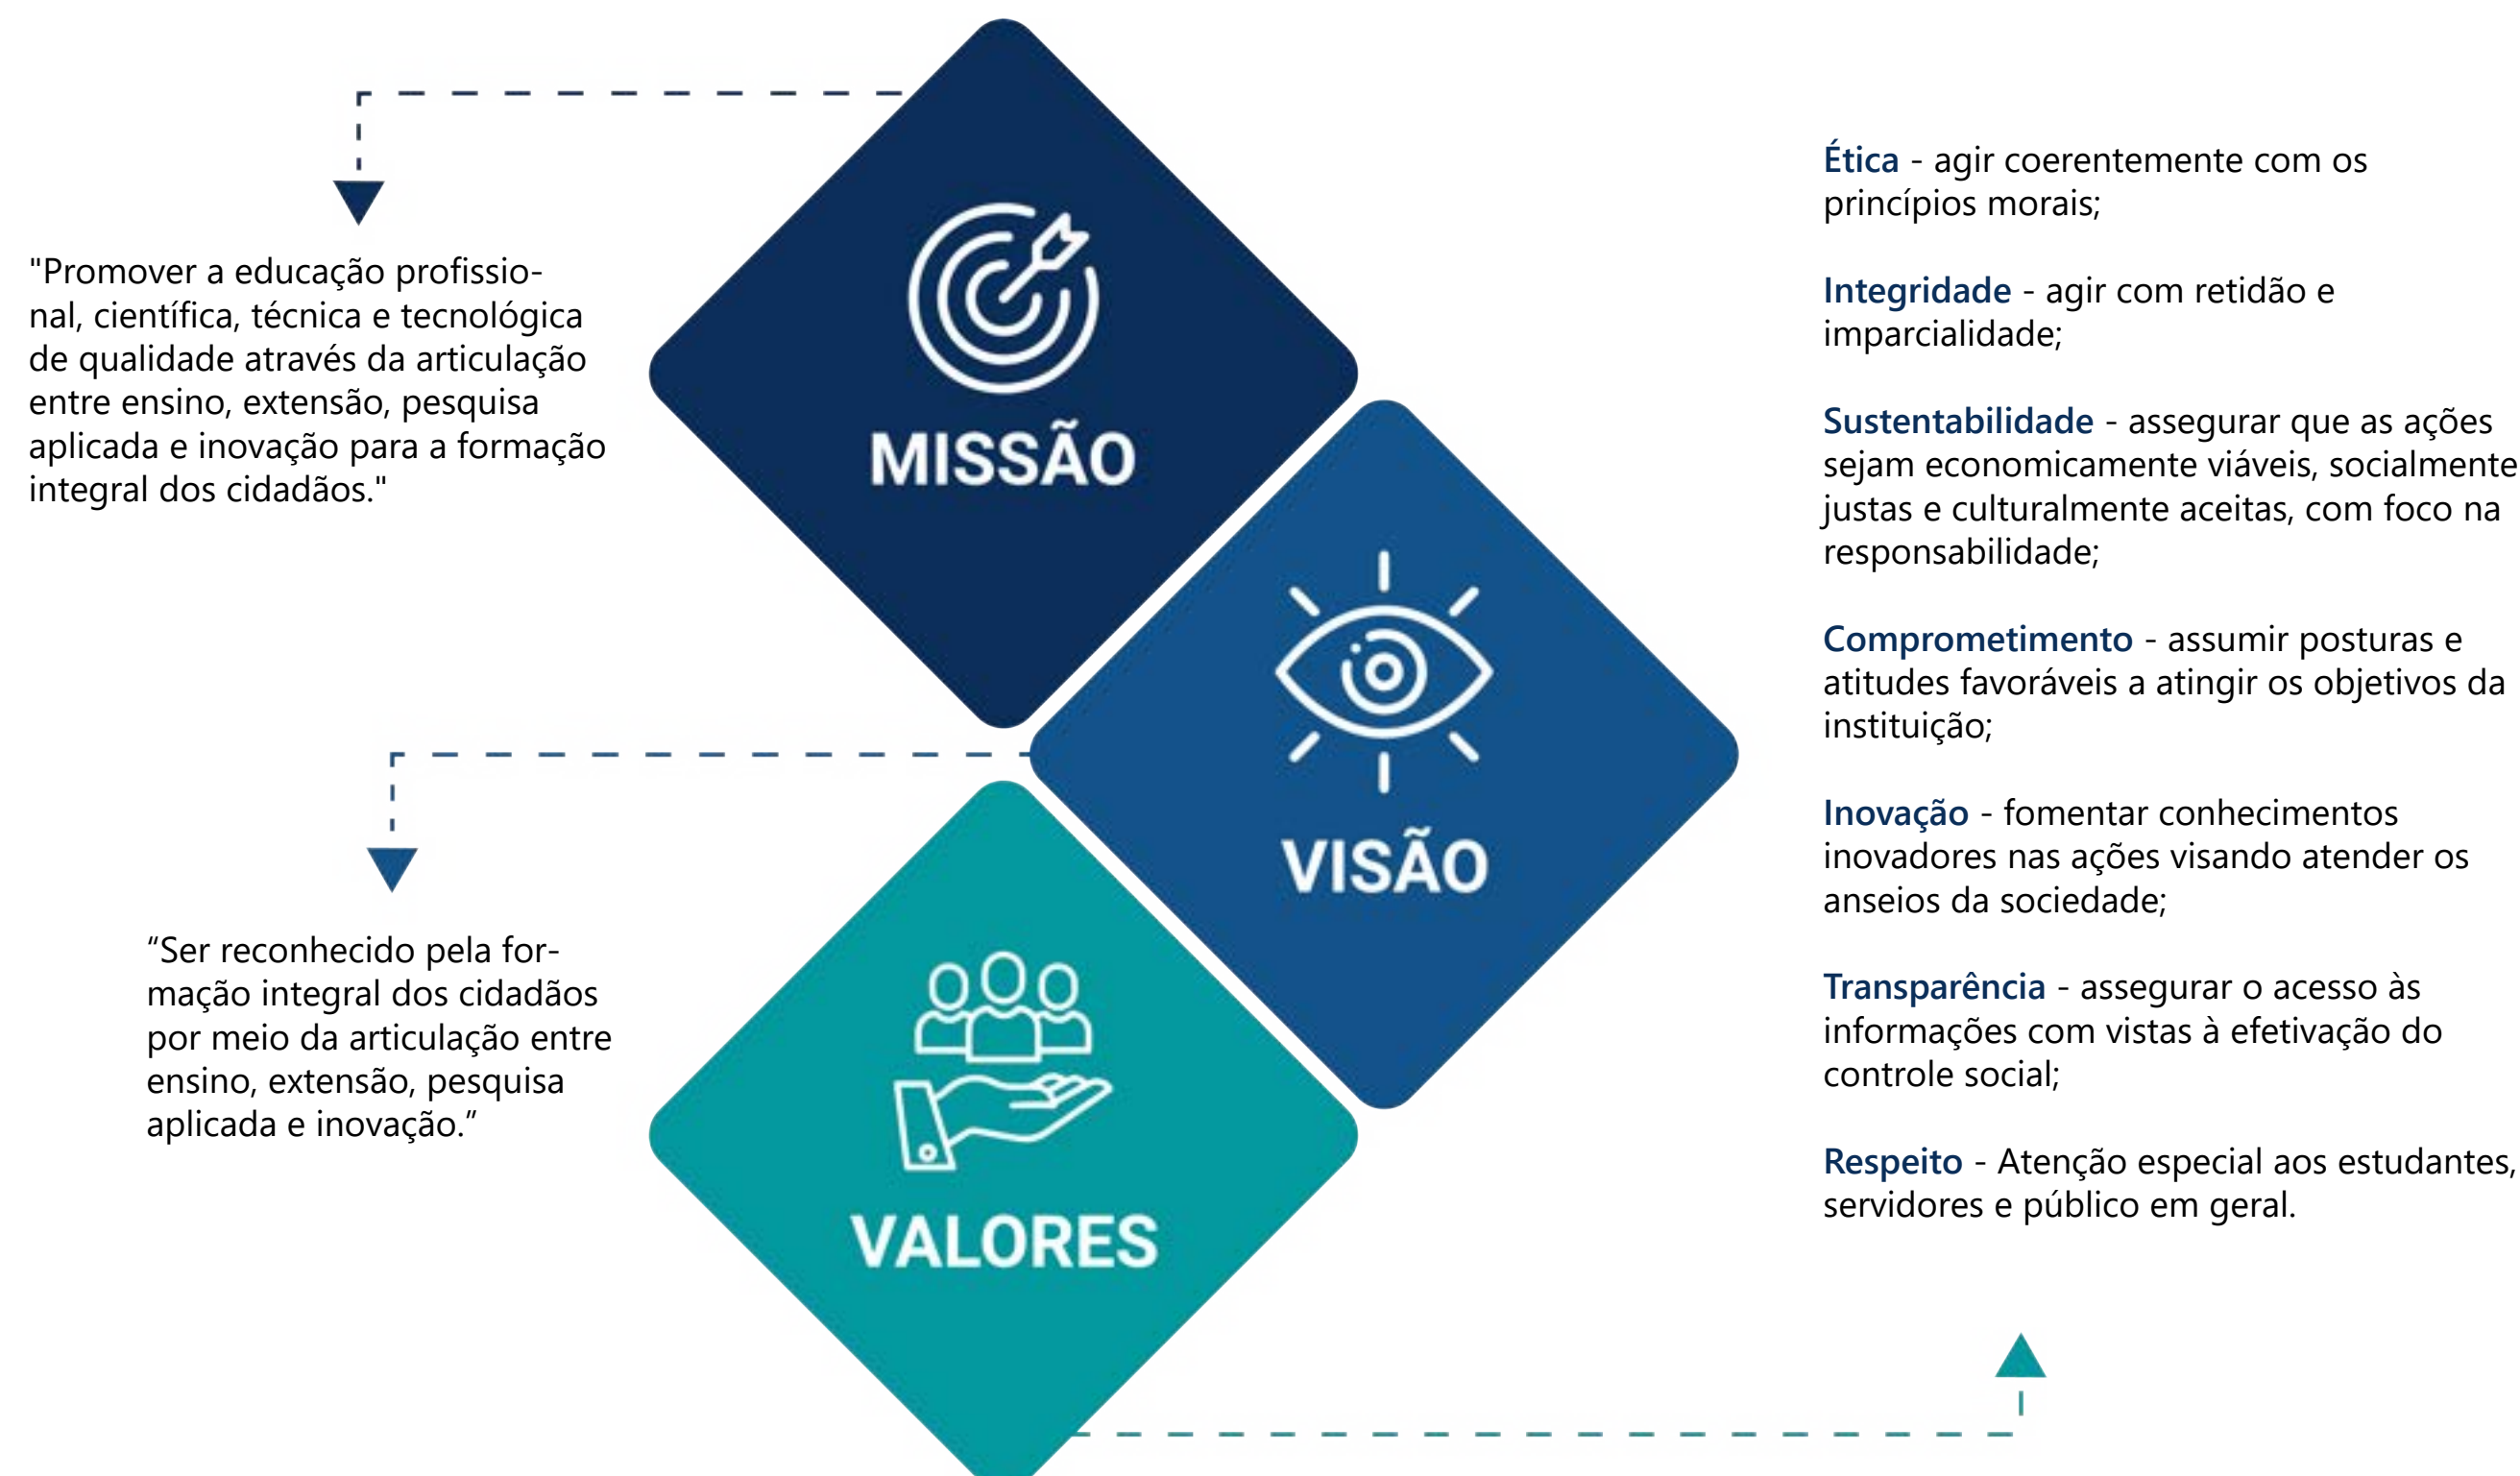 MISSÃO
"Promover a educação profissio-
nal, científica, técnica e tecnológica
de qualidade através da articulação
entre ensino, extensão, pesquisa
aplicada e inovação para a formação
integral dos cidadãos."
VISÃO
“Ser reconhecido pela for-
mação integral dos cidadãos
por meio da articulação entre
ensino, extensão, pesquisa
aplicada e inovação.”
VALORES
Ética - agir coerentemente com os
princípios morais;
Integridade - agir com retidão e
imparcialidade;
Sustentabilidade - assegurar que as ações
sejam economicamente viáveis, socialmente
justas e culturalmente aceitas, com foco na
responsabilidade;
Comprometimento - assumir posturas e
atitudes favoráveis a atingir os objetivos da
instituição;
Inovação - fomentar conhecimentos
inovadores nas ações visando atender os
anseios da sociedade;
Transparência - assegurar o acesso às
informações com vistas à efetivação do
controle social;
Respeito - Atenção especial aos estudantes,
servidores e público em geral.